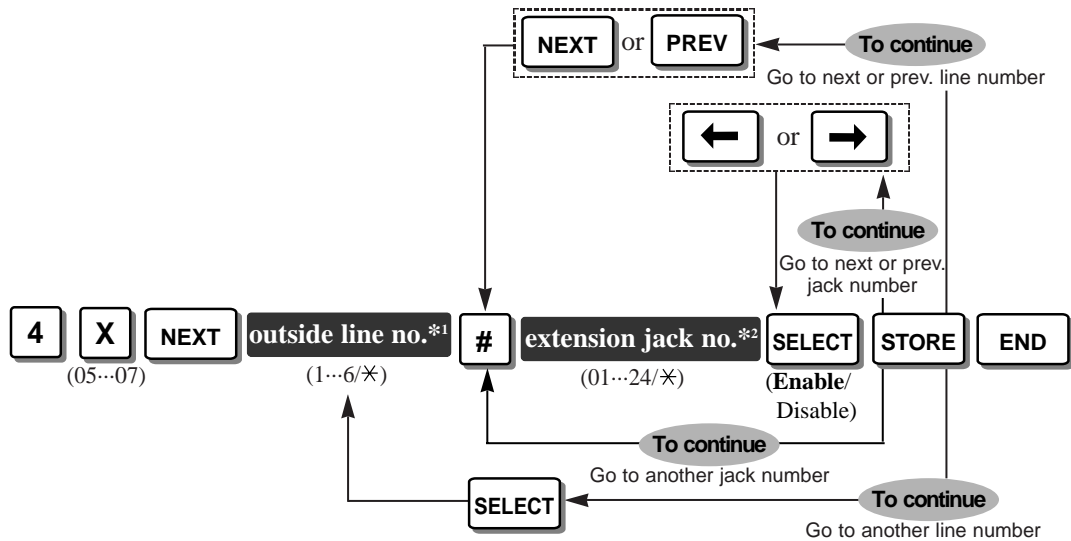 NEXT or PREV
To continue
Go to next or prev. line number
← or →
To continue
Go to next or prev.
jack number
4 X NEXT outside line no.*1 # extension jack no.*2 SELECT STORE END
(05···07) (1···6/✳) (01···24/✳) (Enable/
Disable)
To continue
Go to another jack number
SELECT
To continue
Go to another line number